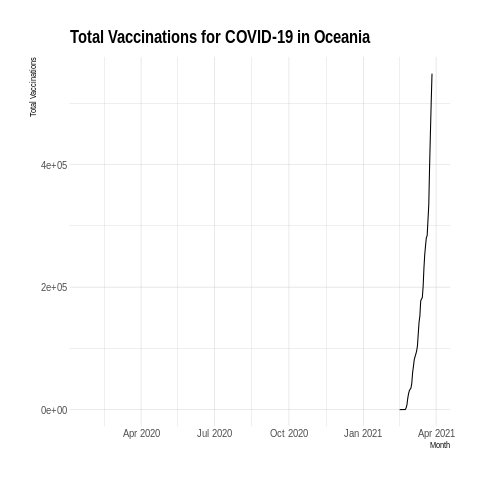 Total Vaccinations for COVID-19 in Oceania
Total Vaccinations
4e+05
2e+05
0e+00
Apr 2020
Jul 2020
Oct 2020
Jan 2021
Apr 2021
Month